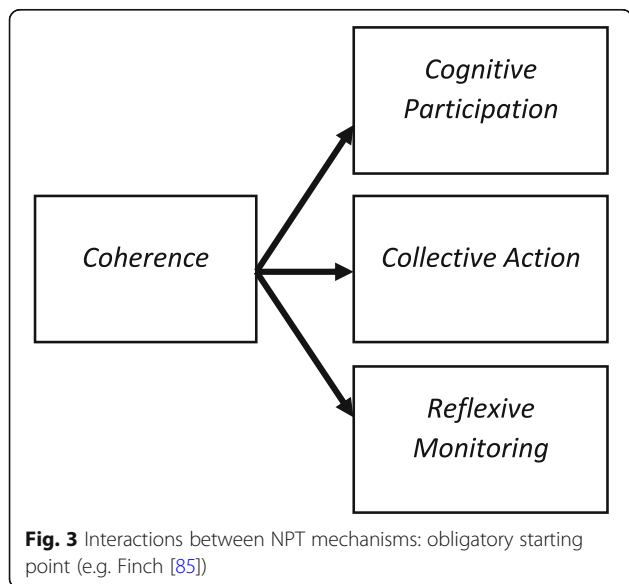 Cognitive
Participation
Coherence
Collective Action
Reflexive
Monitoring
Fig. 3 Interactions between NPT mechanisms: obligatory starting
point (e.g. Finch [85])